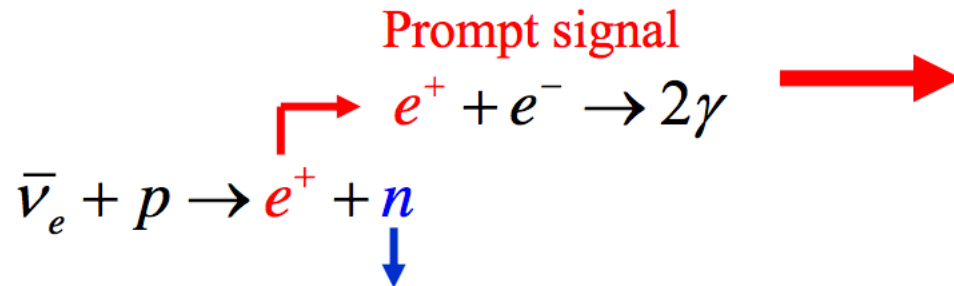 Prompt signal
e⁺ + e⁻ → 2γ
ν̅ₑ + p → e⁺ + n